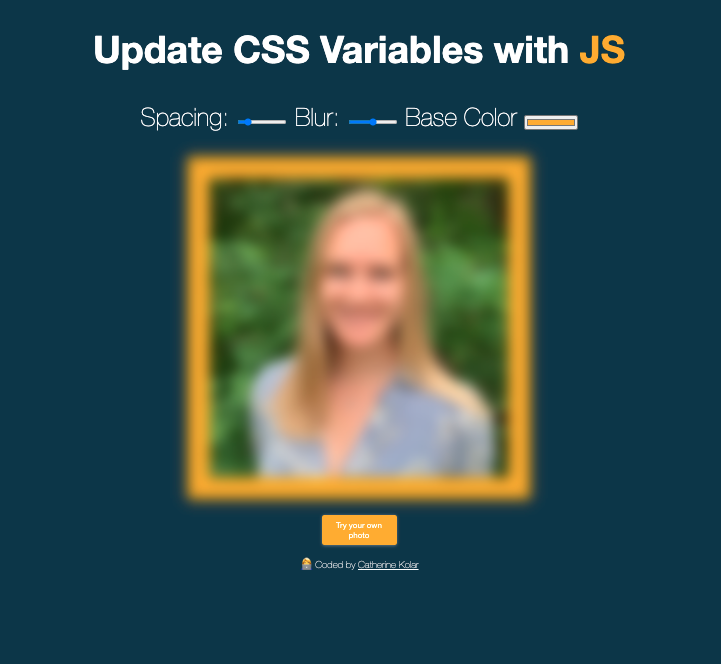 Update CSS Variables with JS
Spacing: Blur: Base Color
Try your own
photo
Coded by Catherine Kolar